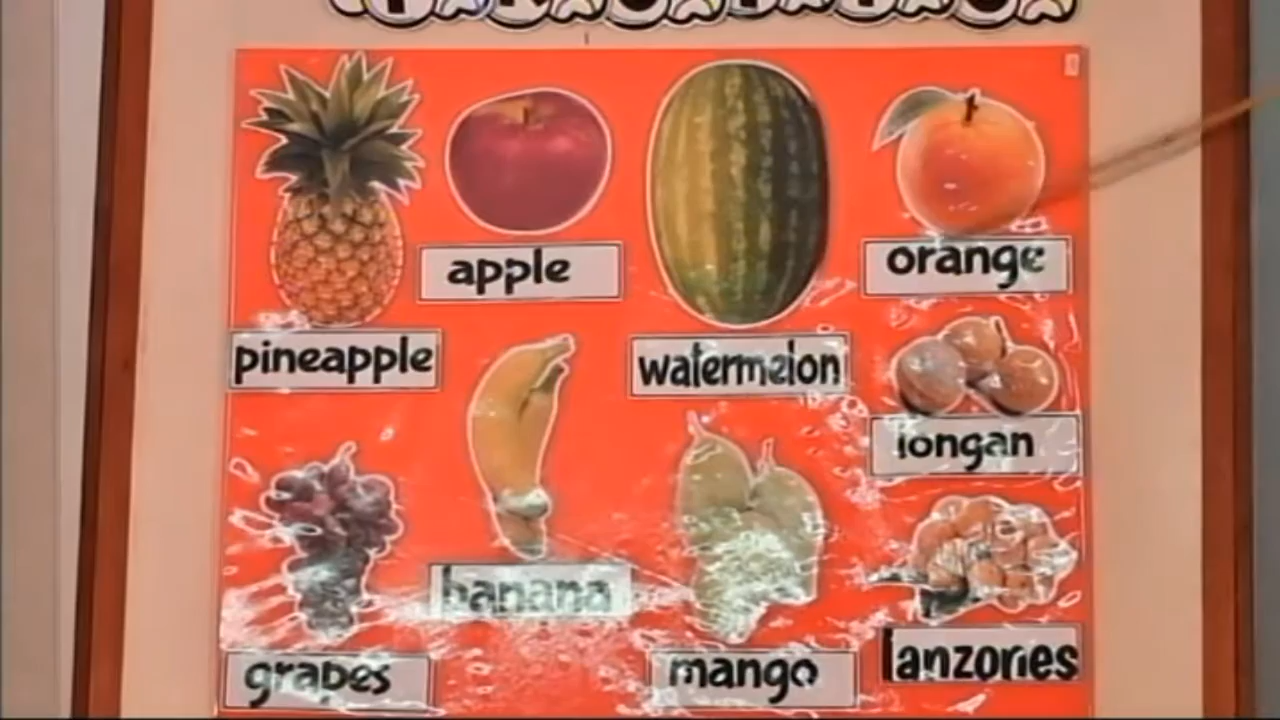 apple
orange
pineapple
watermelon
longan
banana
grapes
mango
lanzones